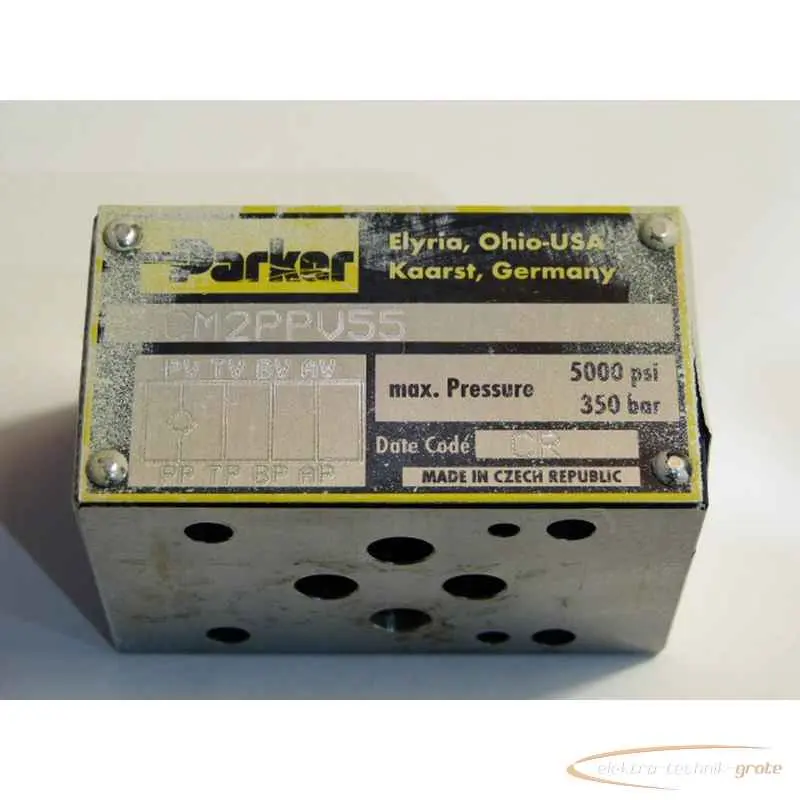 Parker
Elyria, Ohio-USA
Kaarst, Germany
CM2PPV55
PV TV BV AV
max. Pressure 5000 psi
350 bar
PP TP BP AP
Date Code CR
MADE IN CZECH REPUBLIC
elektro-technik-grote